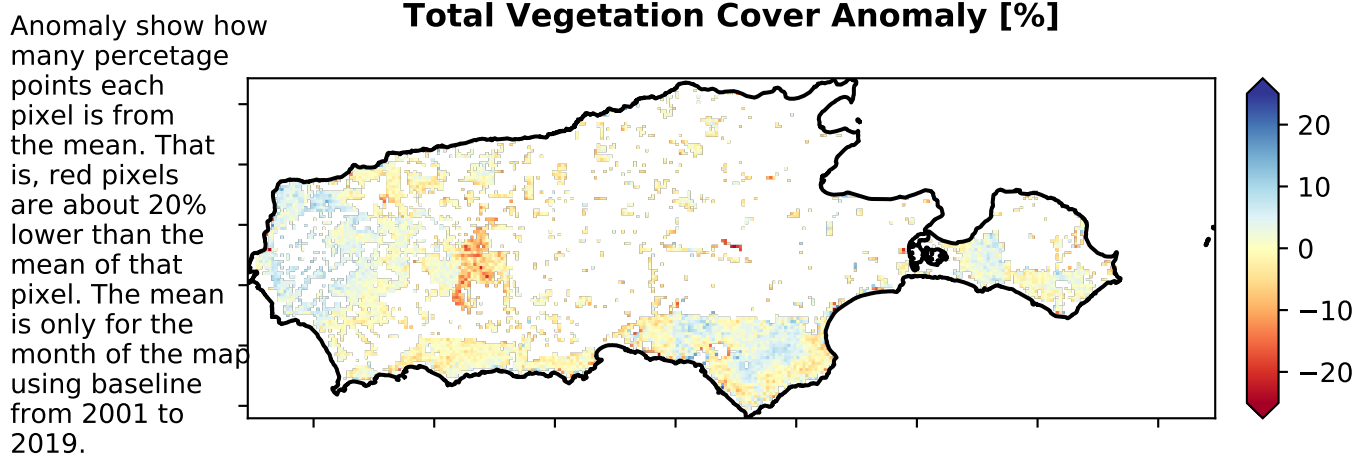 Total Vegetation Cover Anomaly [%]
Anomaly show how
many percetage
points each
pixel is from
the mean. That
is, red pixels
are about 20%
lower than the
mean of that
pixel. The mean
is only for the
month of the map
using baseline
from 2001 to
2019.
20
10
0
−10
−20